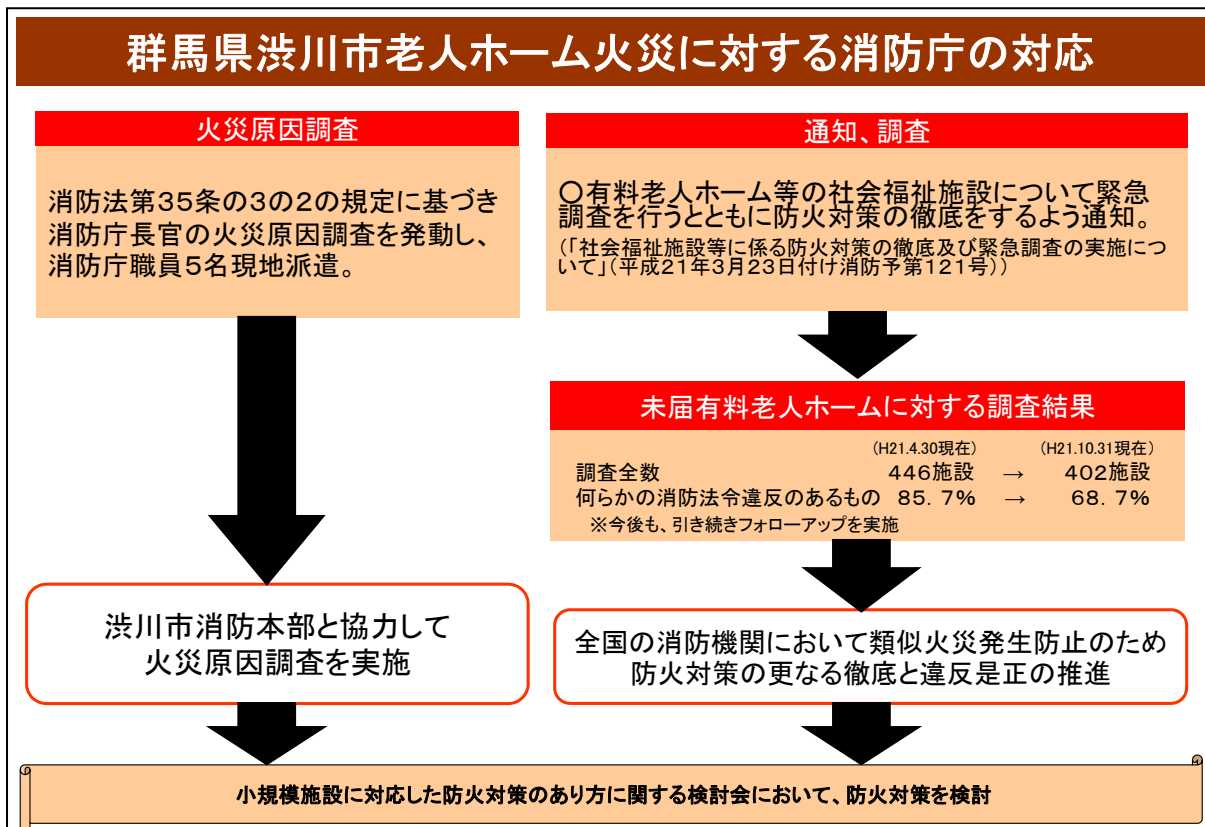 群馬県渋川市老人ホーム火災に対する消防庁の対応
火災原因調査
消防法第35条の3の2の規定に基づき
消防庁長官の火災原因調査を発動し、
消防庁職員5名現地派遣。
渋川市消防本部と協力して
火災原因調査を実施
通知、調査
○有料老人ホーム等の社会福祉施設について緊急
調査を行うとともに防火対策の徹底をするよう通知。
(「社会福祉施設等に係る防火対策の徹底及び緊急調査の実施につ
いて」(平成21年3月23日付け消防予第121号))
未届有料老人ホームに対する調査結果
(H21.4.30現在) (H21.10.31現在)
調査全数 446施設 → 402施設
何らかの消防法令違反のあるもの 85.7% → 68.7%
※今後も、引き続きフォローアップを実施
全国の消防機関において類似火災発生防止のため
防火対策の更なる徹底と違反是正の推進
小規模施設に対応した防火対策のあり方に関する検討会において、防火対策を検討